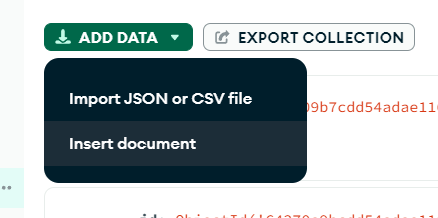 ADD DATA
EXPORT COLLECTION
Import JSON or CSV file
Insert document